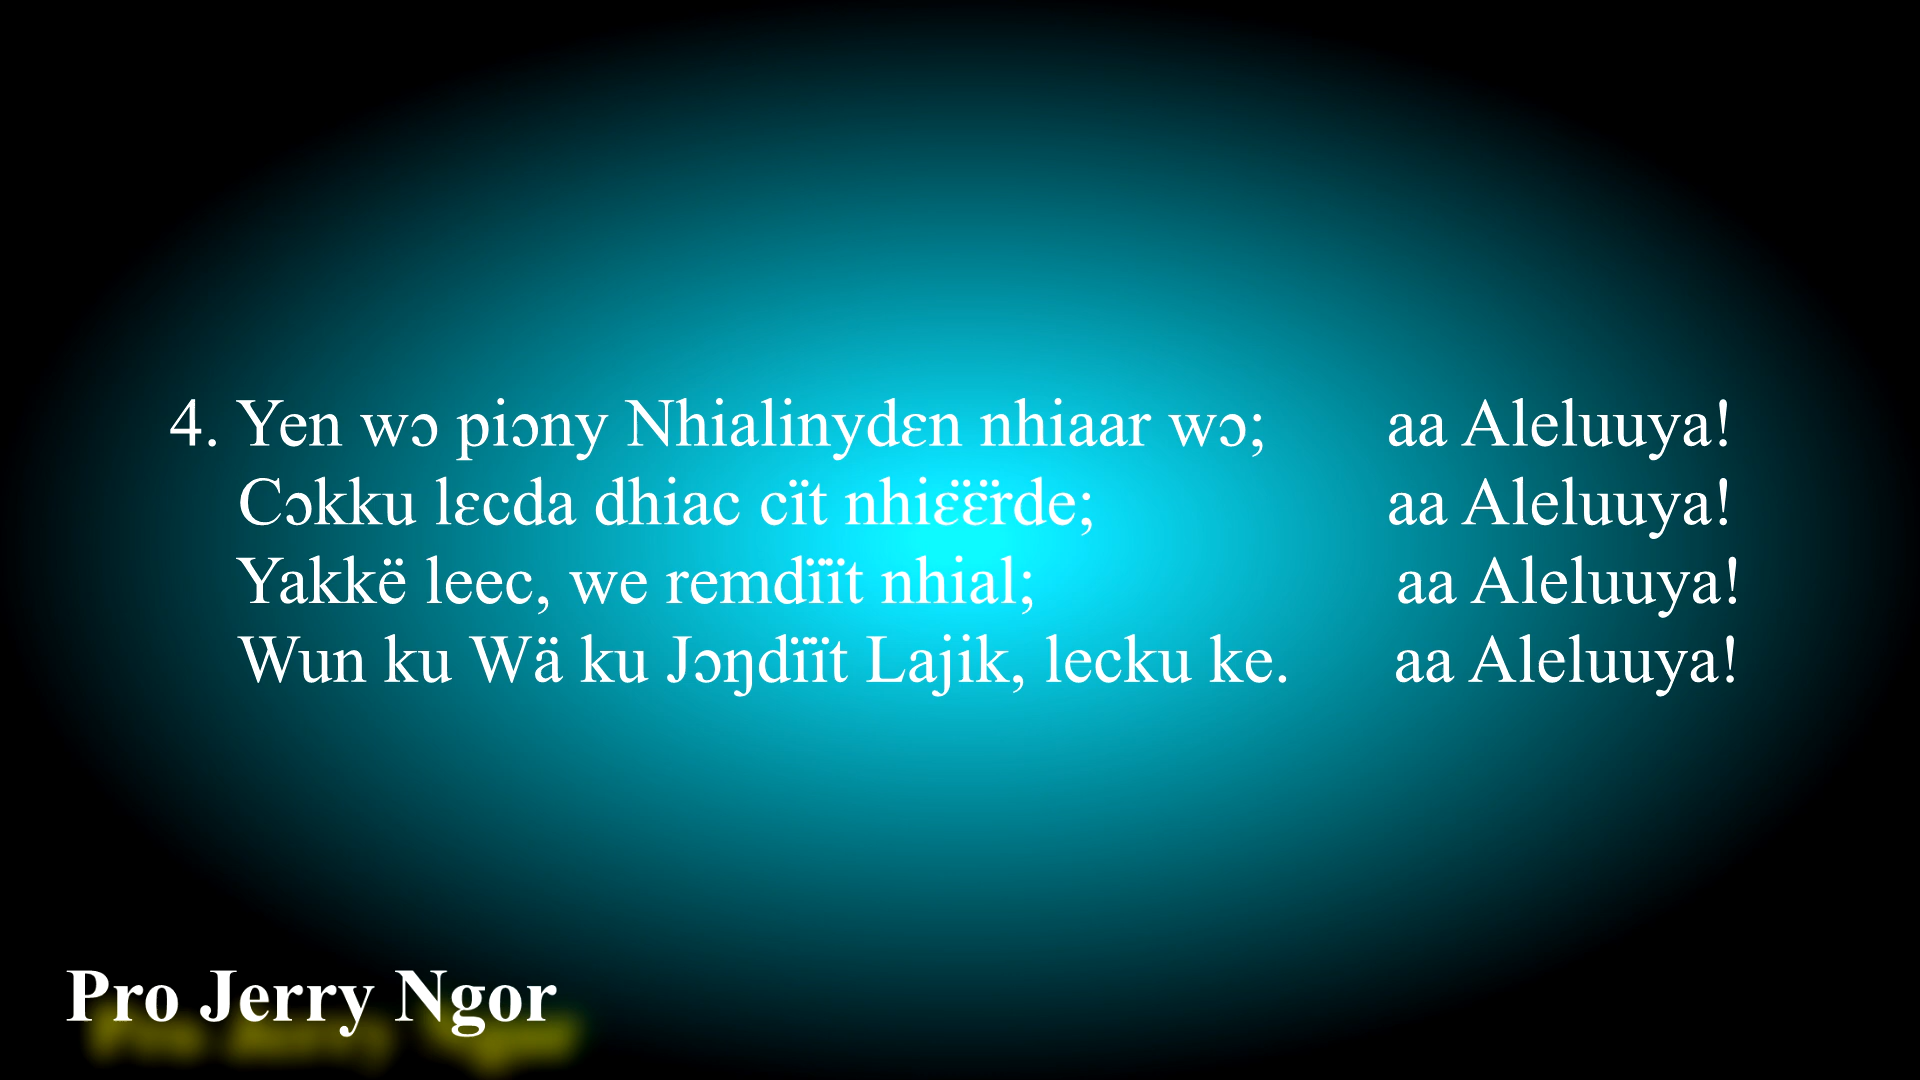 4. Yen wɔ piɔny Nhialinydɛn nhiaar wɔ; aa Aleluuya!
Cɔkku lɛcda dhiac cït nhiɛ̈ɛ̈rde; aa Aleluuya!
Yakkë leec, we remdïït nhial; aa Aleluuya!
Wun ku Wä ku Jɔŋdïït Lajik, lecku ke. aa Aleluuya!
Pro Jerry Ngor